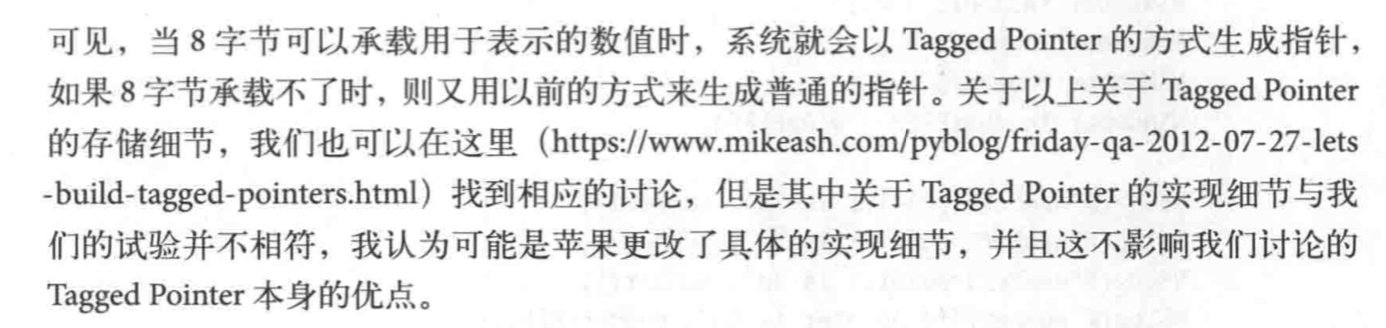 可见，当 8 字节可以承载用于表示的数值时，系统就会以 Tagged Pointer 的方式生成指针，
如果 8 字节承载不了时，则又用以前的方式来生成普通的指针。关于以上关于 Tagged Pointer
的存储细节，我们也可以在这里（https://www.mikeash.com/pyblog/friday-qa-2012-07-27-lets
-build-tagged-pointers.html）找到相应的讨论，但是其中关于 Tagged Pointer 的实现细节与我
们的试验并不相符，我认为可能是苹果更改了具体的实现细节，并且这不影响我们讨论的
Tagged Pointer 本身的优点。